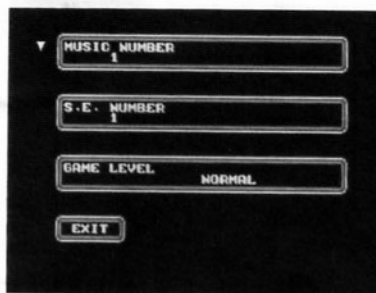 MUSIC NUMBER
1
S.E. NUMBER
1
GAME LEVEL
NORMAL
EXIT